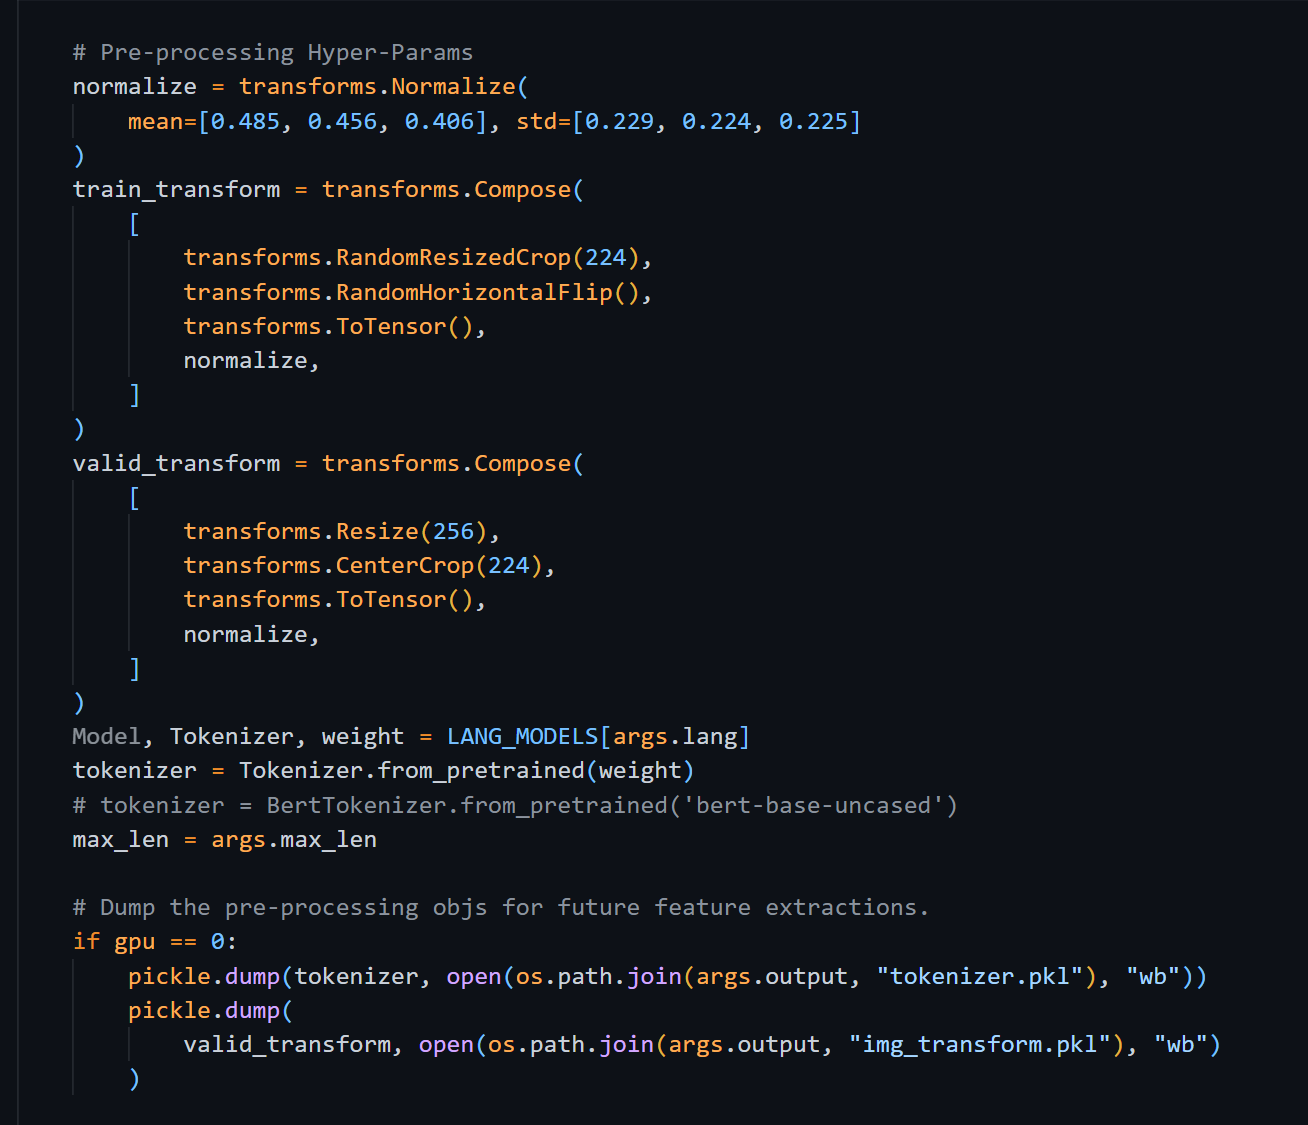 # Pre-processing Hyper-Params
normalize = transforms.Normalize(
    mean=[0.485, 0.456, 0.406], std=[0.229, 0.224, 0.225]
)
train_transform = transforms.Compose(
    [
        transforms.RandomResizedCrop(224),
        transforms.RandomHorizontalFlip(),
        transforms.ToTensor(),
        normalize,
    ]
)
valid_transform = transforms.Compose(
    [
        transforms.Resize(256),
        transforms.CenterCrop(224),
        transforms.ToTensor(),
        normalize,
    ]
)
Model, Tokenizer, weight = LANG_MODELS[args.lang]
tokenizer = Tokenizer.from_pretrained(weight)
# tokenizer = BertTokenizer.from_pretrained('bert-base-uncased')
max_len = args.max_len

# Dump the pre-processing objs for future feature extractions.
if gpu == 0:
    pickle.dump(tokenizer, open(os.path.join(args.output, "tokenizer.pkl"), "wb"))
    pickle.dump(
        valid_transform, open(os.path.join(args.output, "img_transform.pkl"), "wb")
    )